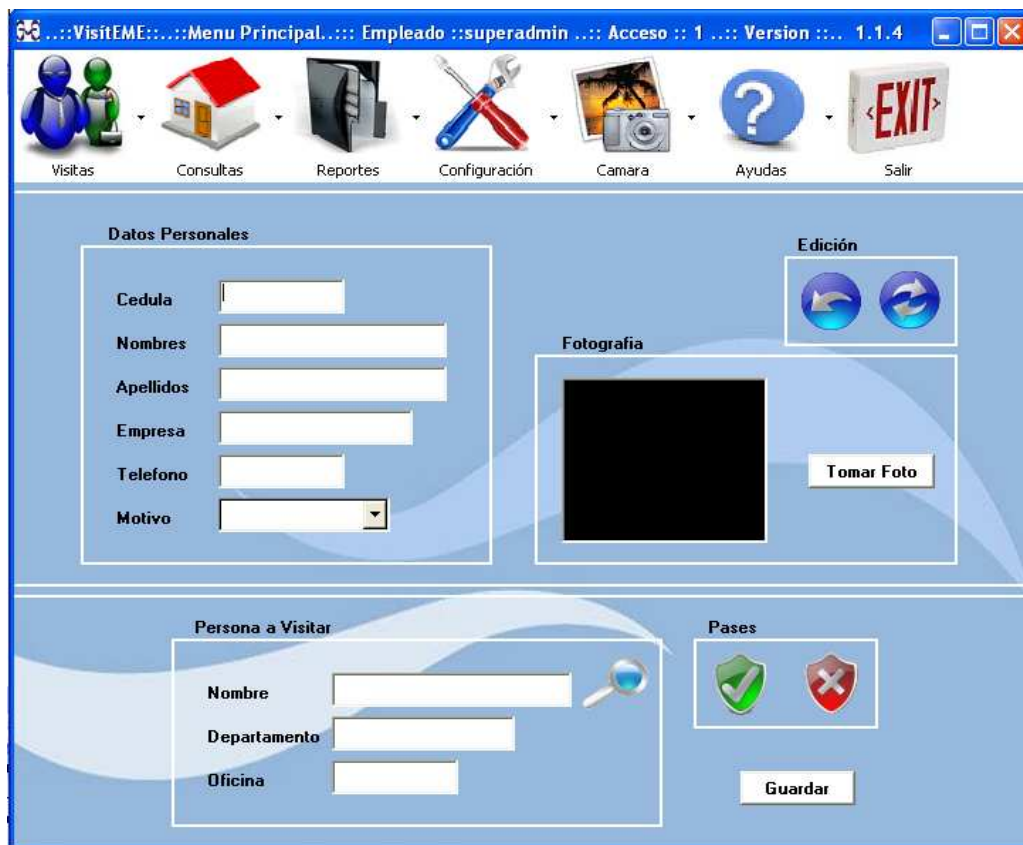 ..::VisitEME::..::Menu Principal..::: Empleado ::superadmin ..:: Acceso :: 1 ..:: Version ::.. 1.1.4
Visitas Consultas Reportes Configuración Camara Ayudas Salir
EXIT
Datos Personales
Cedula
Nombres
Apellidos
Empresa
Telefono
Motivo
Edición
Fotografia
Tomar Foto
Persona a Visitar
Nombre
Departamento
Oficina
Pases
Guardar